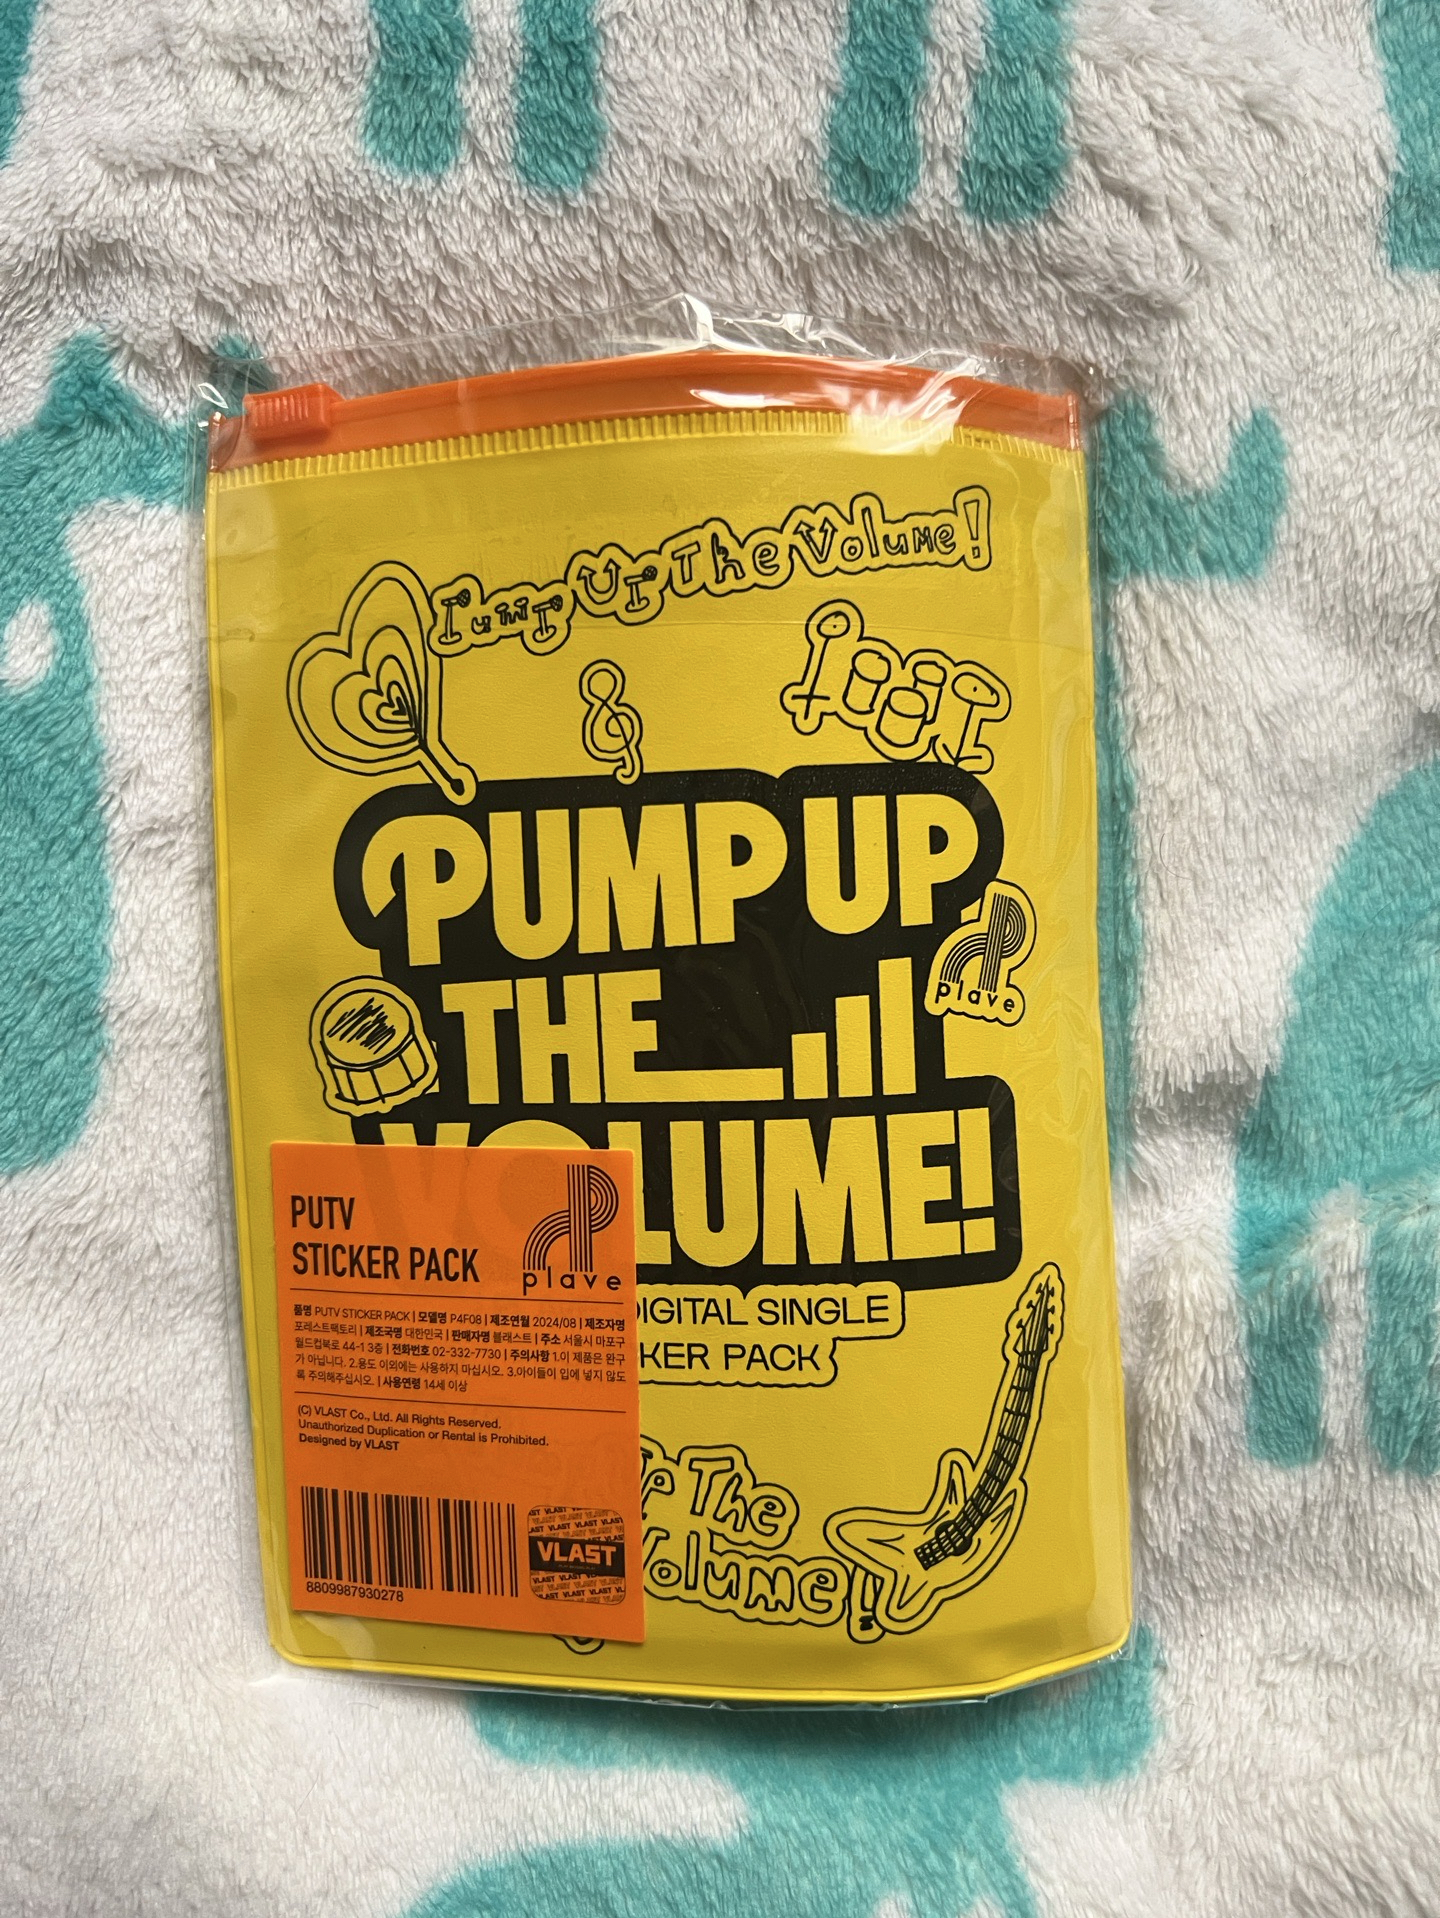 Pump Up The Volume!
PUMP UP
THE
VOLUME!
plave
DIGITAL SINGLE
KER PACK
Up The
Volume!
PUTV
STICKER PACK
plave
품명 PUTV STICKER PACK | 모델명 P4F08 | 제조연월 2024/08 | 제조자명
포레스트팩토리 | 제조국명 대한민국 | 판매자명 블래스트 | 주소 서울시 마포구
월드컵북로 44-1 3층 | 전화번호 02-332-7730 | 주의사항 1.이 제품은 완구
가 아닙니다. 2.용도 이외에는 사용하지 마십시오. 3.아이들이 입에 넣지 않도
록 주의해주십시오. | 사용연령 14세 이상
(C) VLAST Co., Ltd. All Rights Reserved.
Unauthorized Duplication or Rental is Prohibited.
Designed by VLAST
8809987930278
VLAST